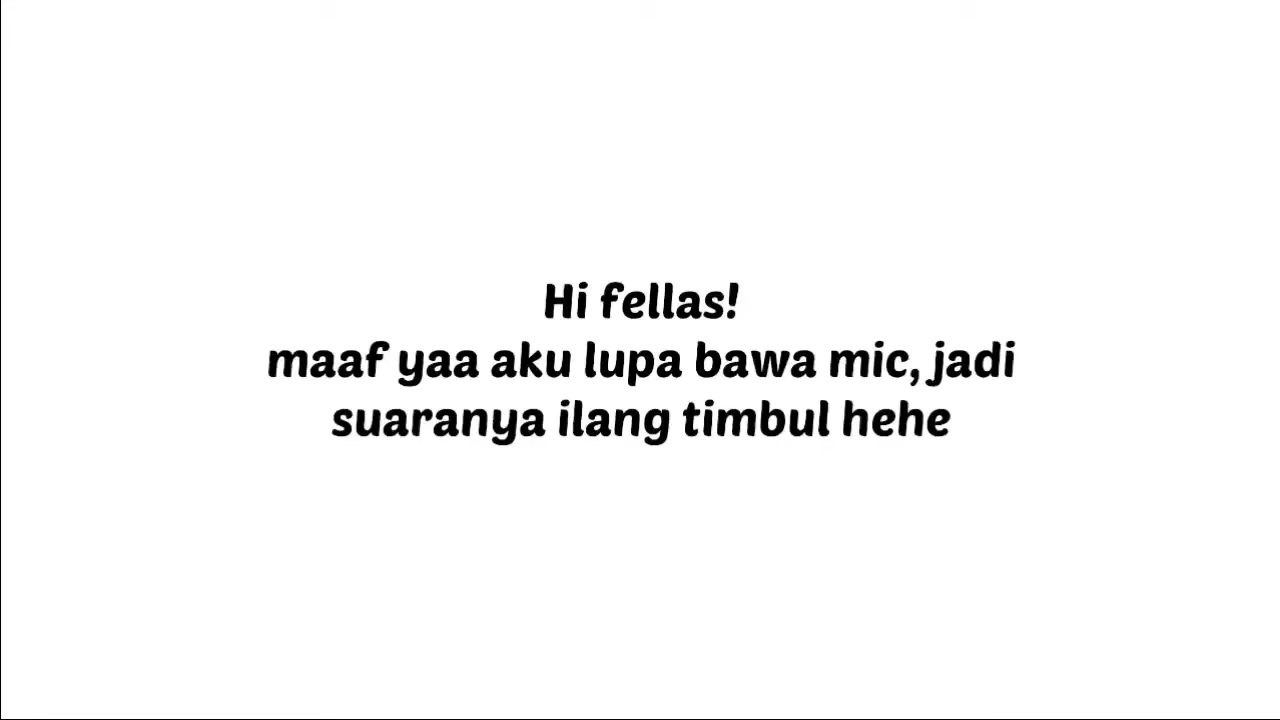 Hi fellas!
maaf yaa aku lupa bawa mic, jadi
suaranya ilang timbul hehe